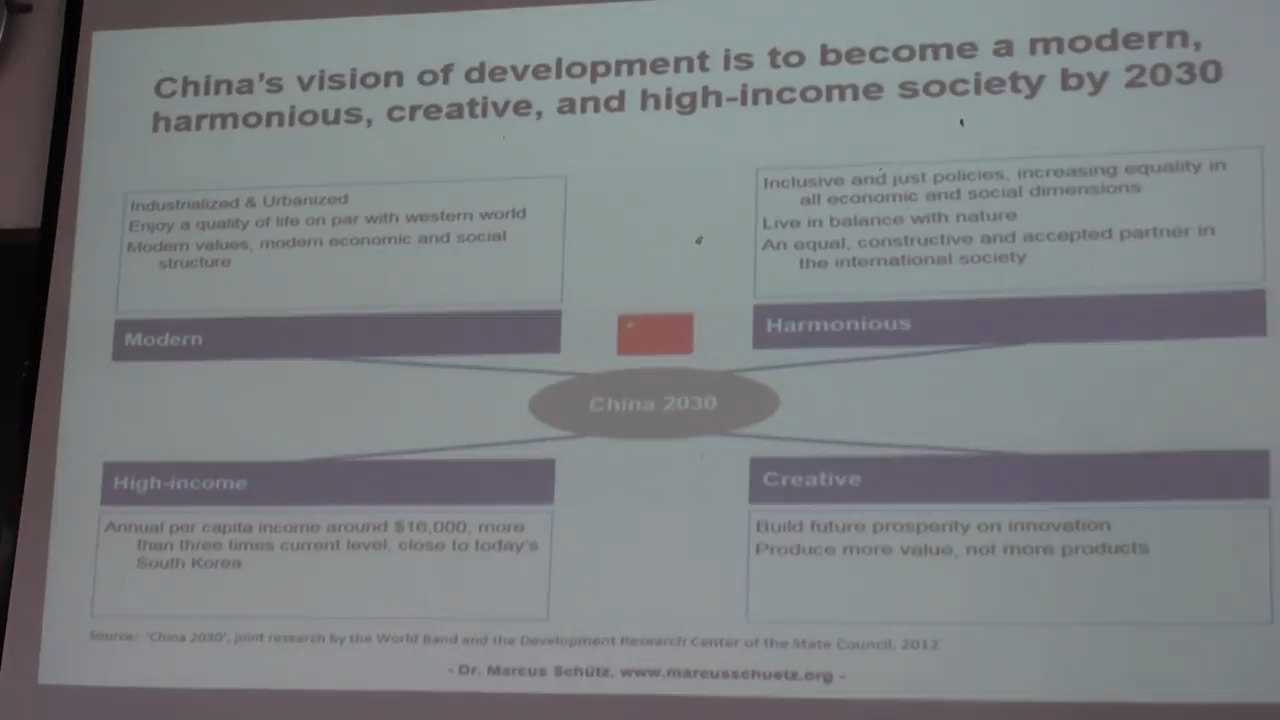 China's vision of development is to become a modern,
harmonious, creative, and high-income society by 2030
Industrialized & Urbanized
Enjoy a quality of life on par with western world
Modern values, modern economic and social
structure
Modern
Inclusive and just policies, increasing equality in
all economic and social dimensions
Live in balance with nature
An equal, constructive and accepted partner in
the international society
Harmonious
China 2030
High-income
Annual per capita income around $16,000, more
than three times current level, close to today's
South Korea
Creative
Build future prosperity on innovation
Produce more value, not more products
Source: 'China 2030', joint research by the World Band and the Development Research Center of the State Council, 2012
- Dr. Marcus Schütz, www.marcusschuetz.org -